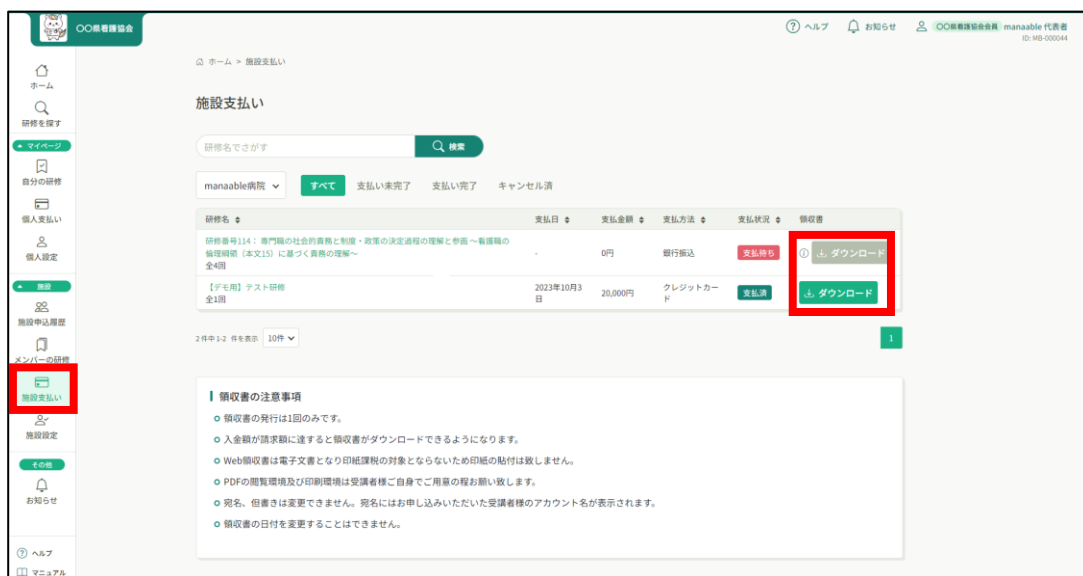 〇〇県看護協会
ヘルプ
お知らせ
〇〇県看護協会会員 manaable 代表者
ID: MB-000044
ホーム > 施設支払い
ホーム
研修を探す
マイページ
自分の研修
個人支払い
個人設定
施設
施設申込履歴
メンバーの研修
施設支払い
施設設定
その他
お知らせ
ヘルプ
マニュアル
施設支払い
研修名でさがす
検索
manaable病院
すべて 支払い未完了 支払い完了 キャンセル済
研修名 支払日 支払金額 支払方法 支払状況 領収書
研修番号114： 専門職の社会的責務と制度・政策の決定過程の理解と参画 ～看護職の
倫理綱領（本文15）に基づく責務の理解～
全4回
- 0円 銀行振込 支払待ち ダウンロード
【デモ用】テスト研修
全1回
2023年10月3
日
20,000円
クレジットカー
ド
支払済
ダウンロード
2件中1-2 件を表示 10件
1
領収書の注意事項
領収書の発行は1回のみです。
入金額が請求額に達すると領収書がダウンロードできるようになります。
Web領収書は電子文書となり印紙課税の対象とならないため印紙の貼付は致しません。
PDFの閲覧環境及び印刷環境は受講者様ご自身でご用意の程お願い致します。
宛名、但書きは変更できません。宛名にはお申し込みいただいた受講者様のアカウント名が表示されます。
領収書の日付を変更することはできません。